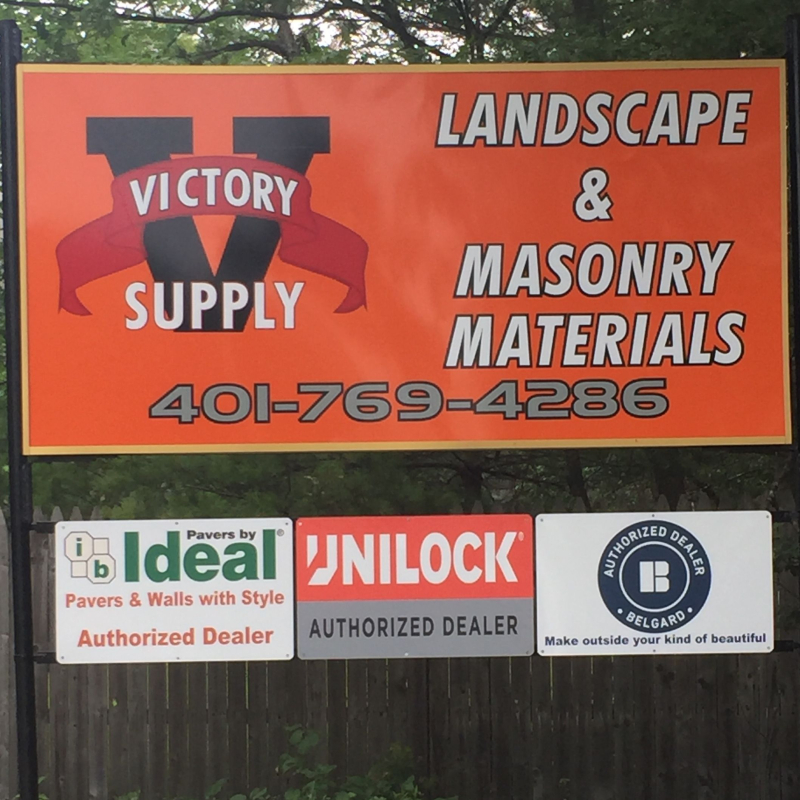 V
VICTORY
SUPPLY
LANDSCAPE
&
MASONRY
MATERIALS
401-769-4286
i b
Pavers by
Ideal®
Pavers & Walls with Style
Authorized Dealer
UNILOCK®
AUTHORIZED DEALER
AUTHORIZED DEALER
B
• BELGARD •
Make outside your kind of beautiful